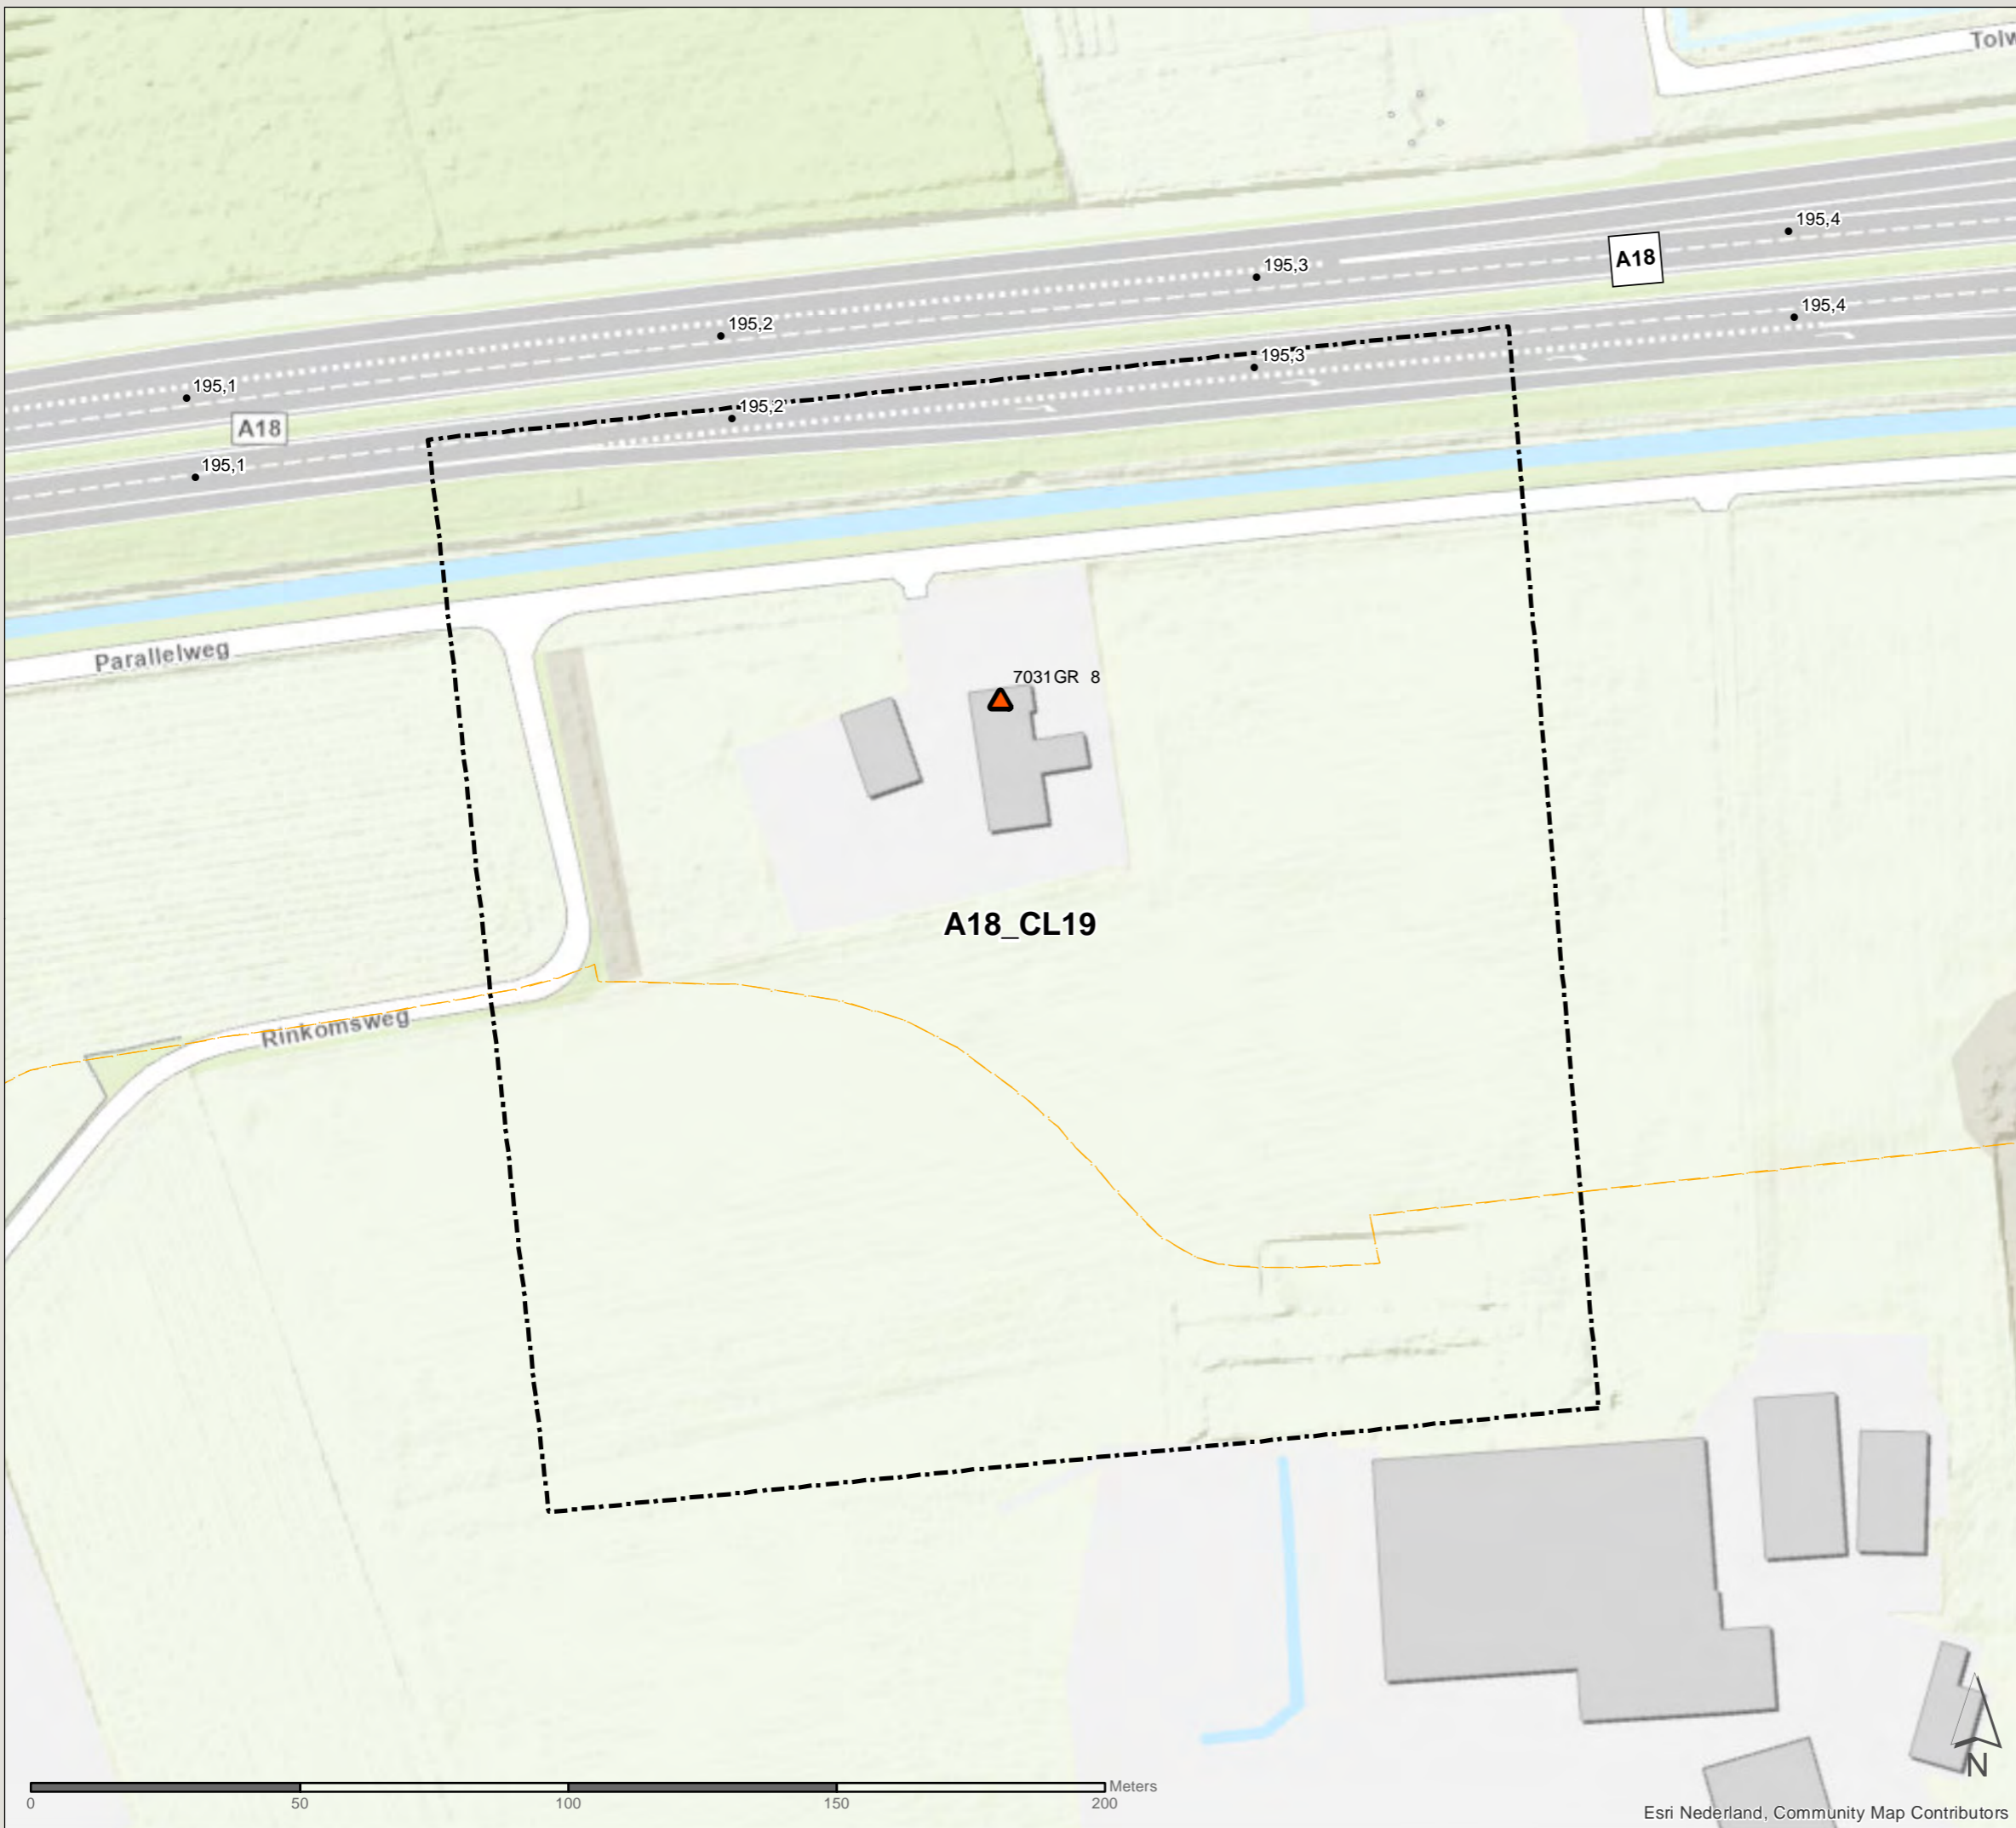 Tolw
195,4
A18
195,3
195,4
195,2
195,3
195,1
195,2
A18
195,1
Parallelweg
7031GR 8
A18_CL19
Rinkomsweg
N
Meters
0 50 100 150 200
Esri Nederland, Community Map Contributors